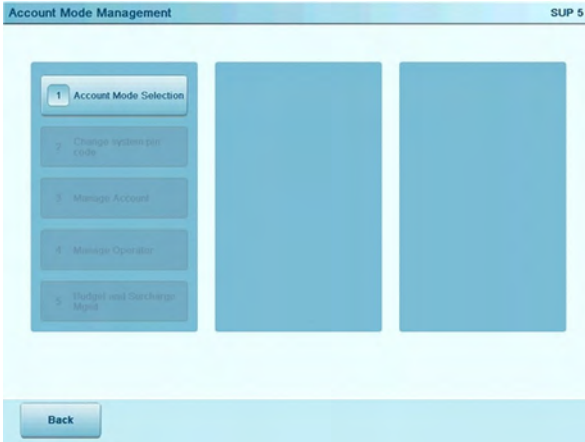 Account Mode Management
SUP 5
1 Account Mode Selection
2 Change system pin
code
3 Manage Account
4 Manage Operator
5 Budget and Surcharge
Mgmt
Back